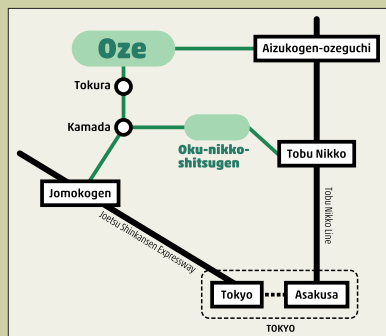 Oze
Aizukogen-ozeguchi
Tokura
Kamada
Oku-nikko-
shitsugen
Tobu Nikko
Jomokogen
Joetsu Shinkansen Expressway
Tobu Nikko Line
Tokyo
Asakusa
TOKYO